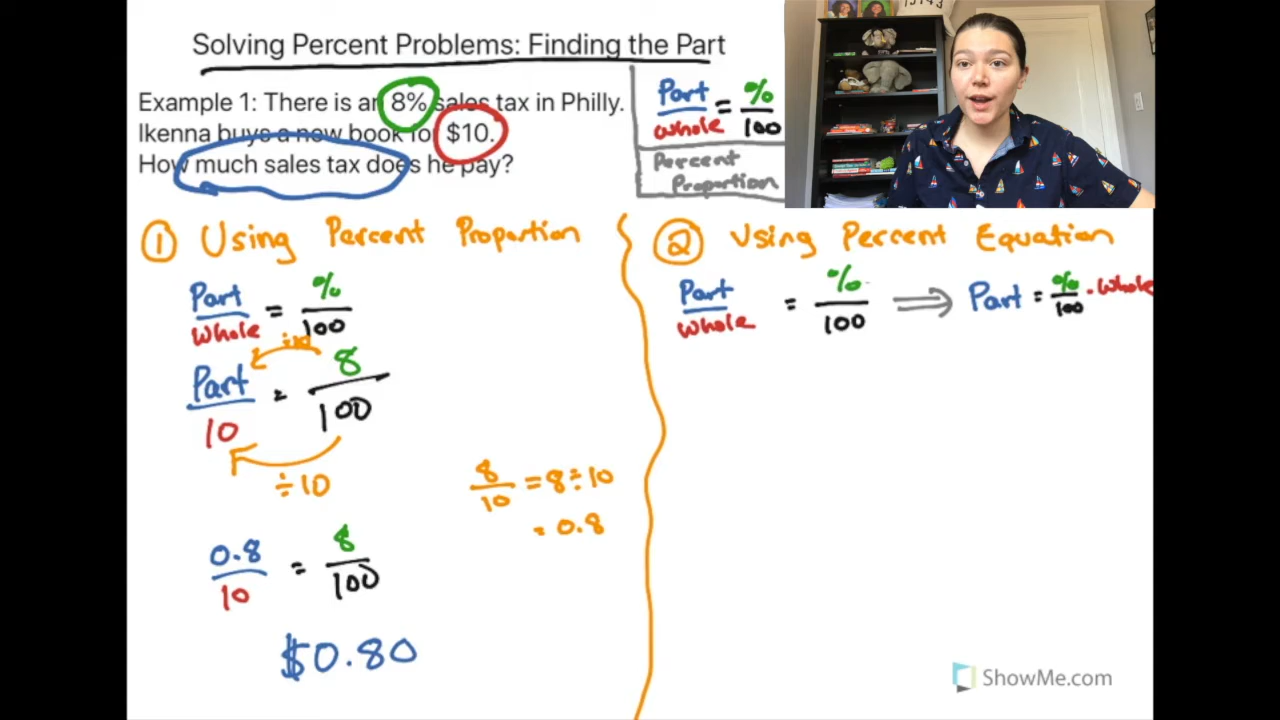 Solving Percent Problems: Finding the Part
Example 1: There is an 8% sales tax in Philly.
Ikenna buys a new book for $10.
How much sales tax does he pay?
Part/Whole = %/100
Percent
Proportion
① Using Percent Proportion
Part/Whole = %/100
÷10
Part/10 = 8/100
÷10
8/10 = 8÷10
= 0.8
0.8/10 = 8/100
$0.80
② Using Percent Equation
Part/Whole = %/100 ⇒ Part = %/100 · Whole
ShowMe.com